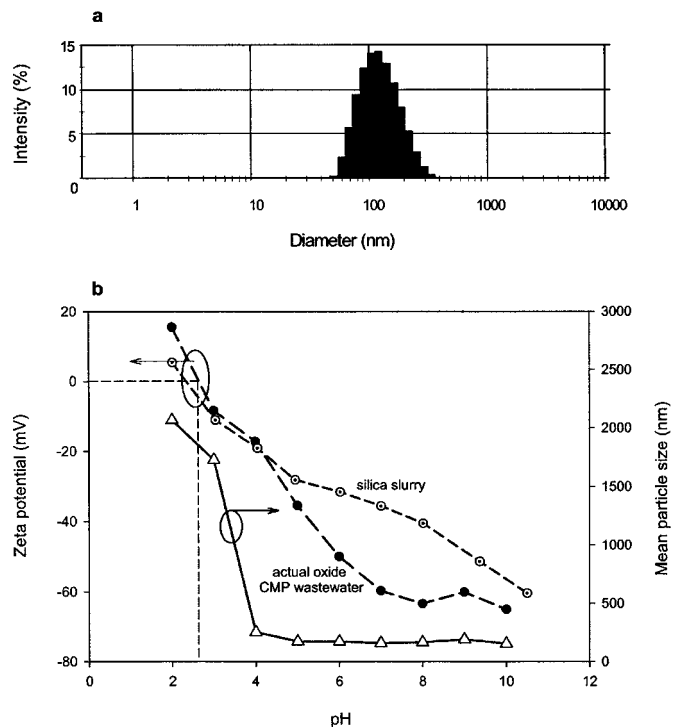 a
Intensity (%)
15
10
5
0
1
10
100
1000
10000
Diameter (nm)
b
Zeta potential (mV)
20
0
-20
-40
-60
-80
silica slurry
actual oxide
CMP wastewater
3000
2500
2000
1500
1000
500
0
Mean particle size (nm)
0
2
4
6
8
10
12
pH